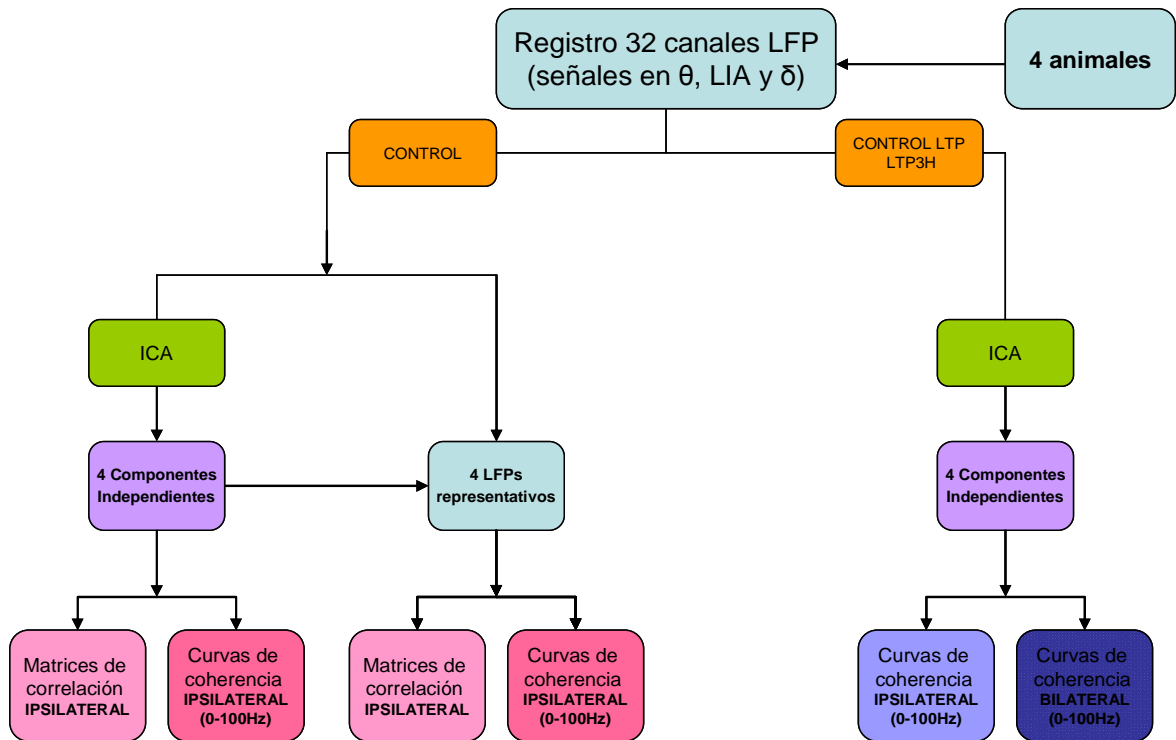 Registro 32 canales LFP
(señales en θ, LIA y δ)
4 animales
CONTROL
CONTROL LTP
LTP3H
ICA
ICA
4 Componentes
Independientes
4 LFPs
representativos
4 Componentes
Independientes
Matrices de
correlación
IPSILATERAL
Curvas de
coherencia
IPSILATERAL
(0-100Hz)
Matrices de
correlación
IPSILATERAL
Curvas de
coherencia
IPSILATERAL
(0-100Hz)
Curvas de
coherencia
IPSILATERAL
(0-100Hz)
Curvas de
coherencia
BILATERAL
(0-100Hz)